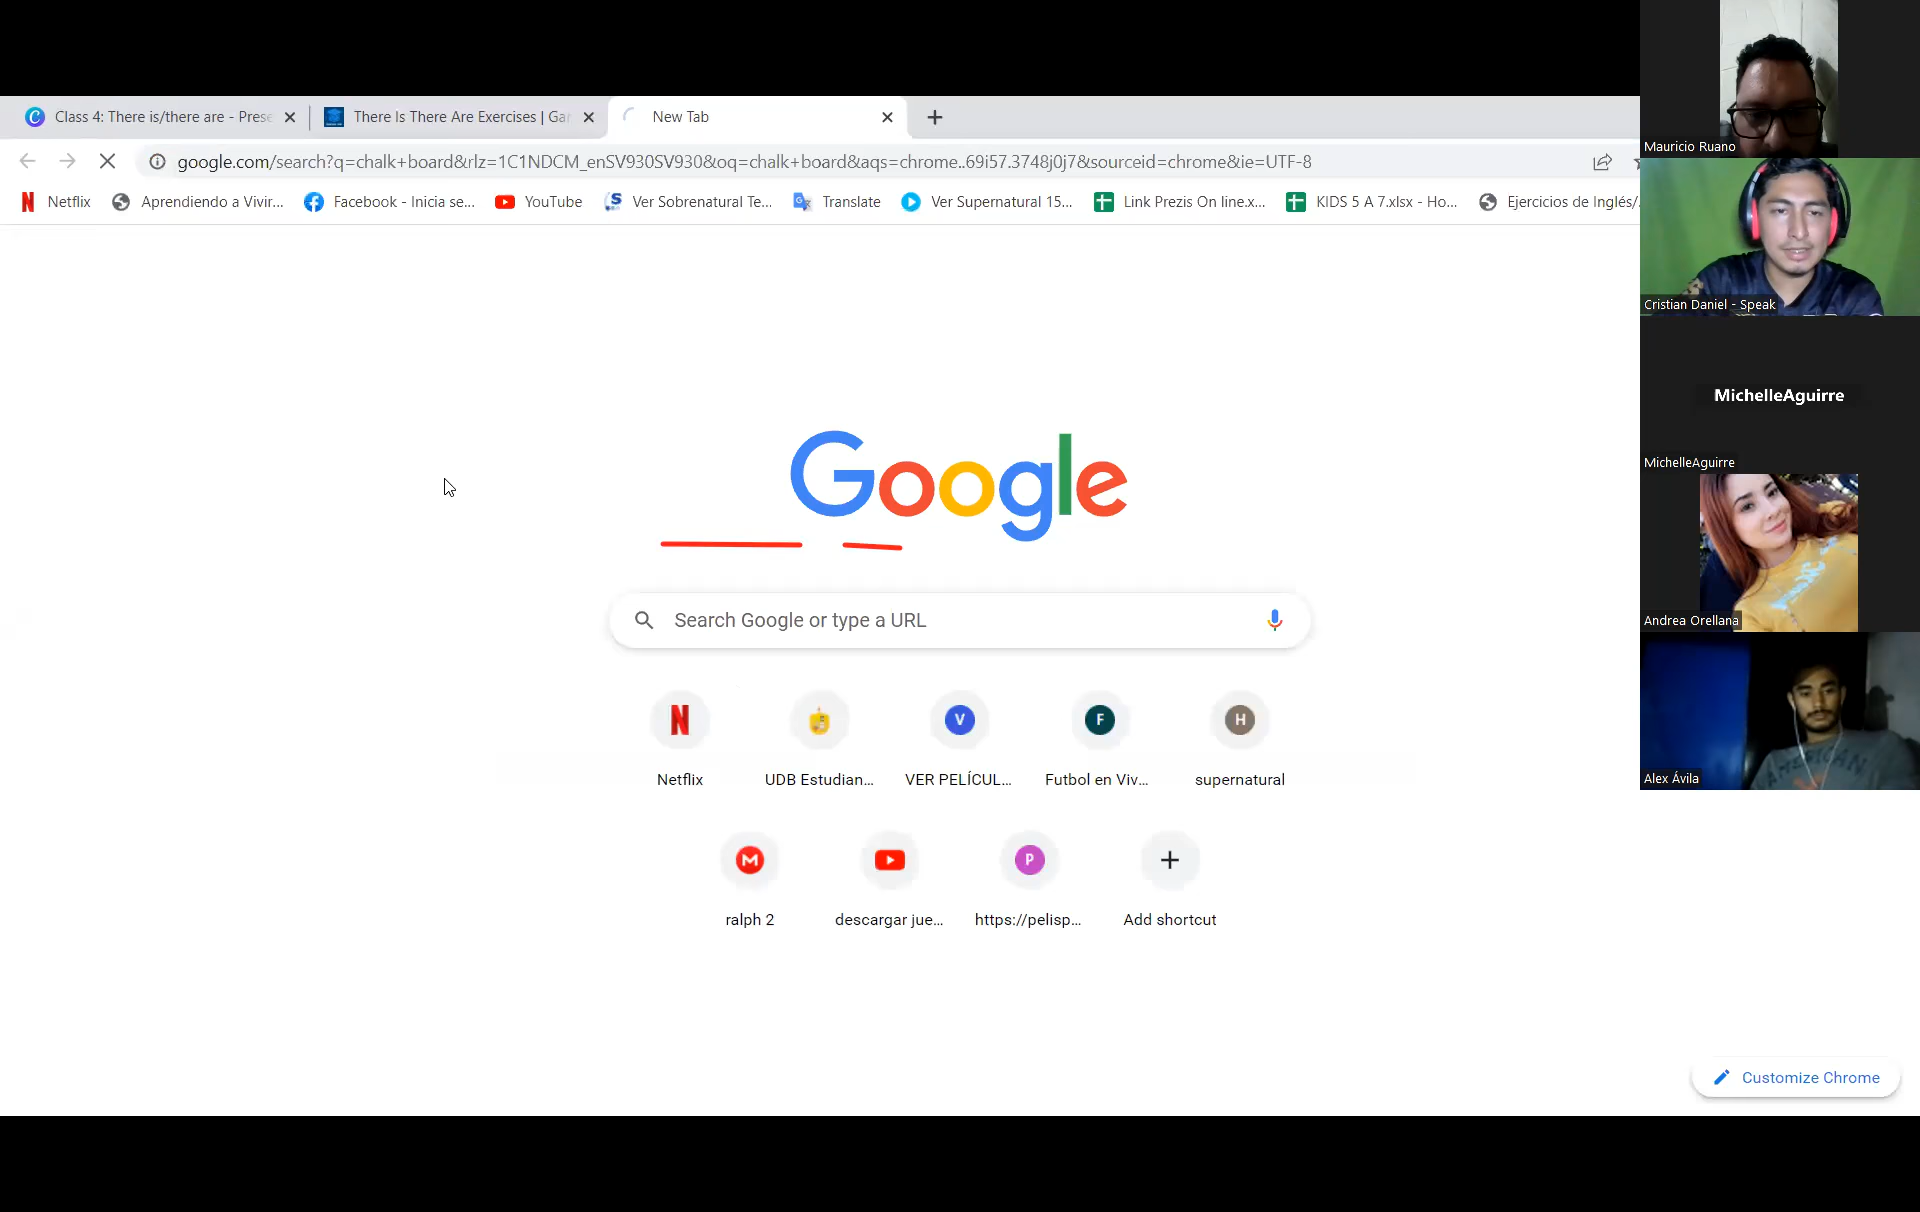 Class 4: There is/there are - Prese
There Is There Are Exercises | Gar
New Tab
google.com/search?q=chalk+board&rlz=1C1NDCM_enSV930SV930&oq=chalk+board&aqs=chrome..69i57.3748j0j7&sourceid=chrome&ie=UTF-8
Netflix
Aprendiendo a Vivir...
Facebook - Inicia se...
YouTube
Ver Sobrenatural Te...
Translate
Ver Supernatural 15...
Link Prezis On line.x...
KIDS 5 A 7.xlsx - Ho...
Ejercicios de Inglés/
Google
Search Google or type a URL
Netflix
UDB Estudian...
VER PELÍCUL...
Futbol en Viv...
supernatural
V
F
H
ralph 2
descargar jue...
https://pelisp...
Add shortcut
P
Customize Chrome
Mauricio Ruano
Cristian Daniel - Speak
MichelleAguirre
MichelleAguirre
Andrea Orellana
Alex Ávila
AMERICAN